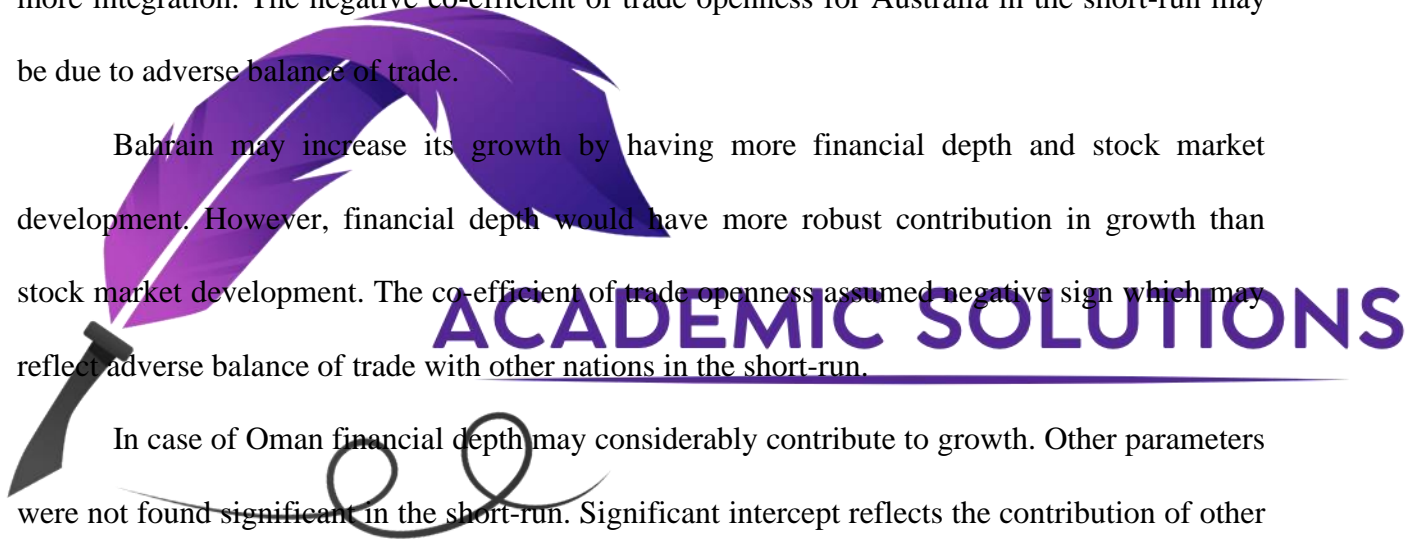 more integration. The negative co-efficient of trade openness for Australia in the short-run may
be due to adverse balance of trade.
Bahrain may increase its growth by having more financial depth and stock market
development. However, financial depth would have more robust contribution in growth than
stock market development. The co-efficient of trade openness assumed negative sign which may
ACADEMIC SOLUTIONS
reflect adverse balance of trade with other nations in the short-run.
In case of Oman financial depth may considerably contribute to growth. Other parameters
were not found significant in the short-run. Significant intercept reflects the contribution of other